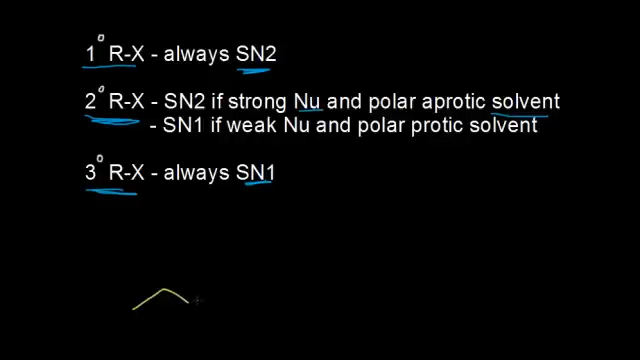 1° R-X - always SN2
2° R-X - SN2 if strong Nu and polar aprotic solvent
- SN1 if weak Nu and polar protic solvent
3° R-X - always SN1